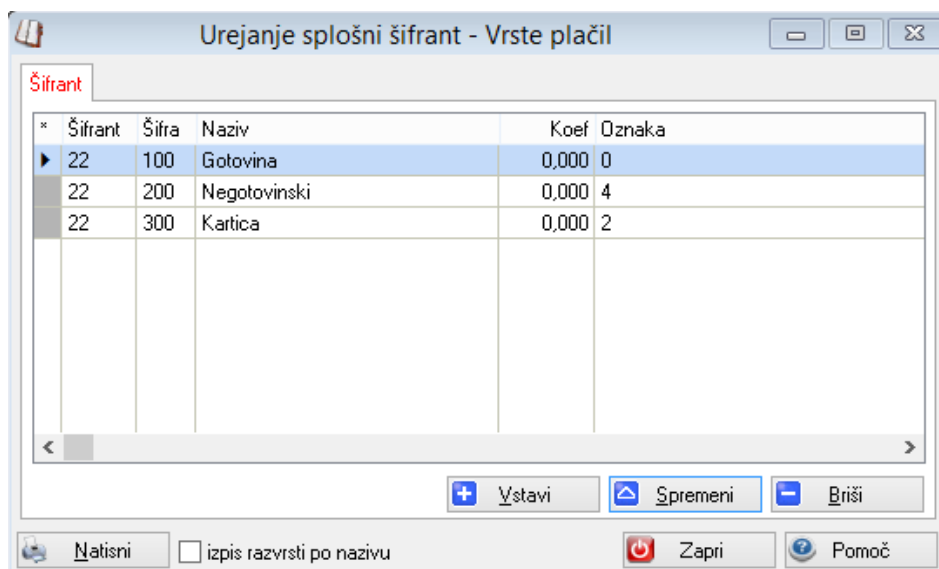 Urejanje splošni šifrant - Vrste plačil
Šifrant
* Šifrant Šifra Naziv Koef Oznaka
22 100 Gotovina 0,000 0
22 200 Negotovinski 0,000 4
22 300 Kartica 0,000 2
Vstavi Spremeni Briši
Natisni izpis razvrsti po nazivu Zapri Pomoč